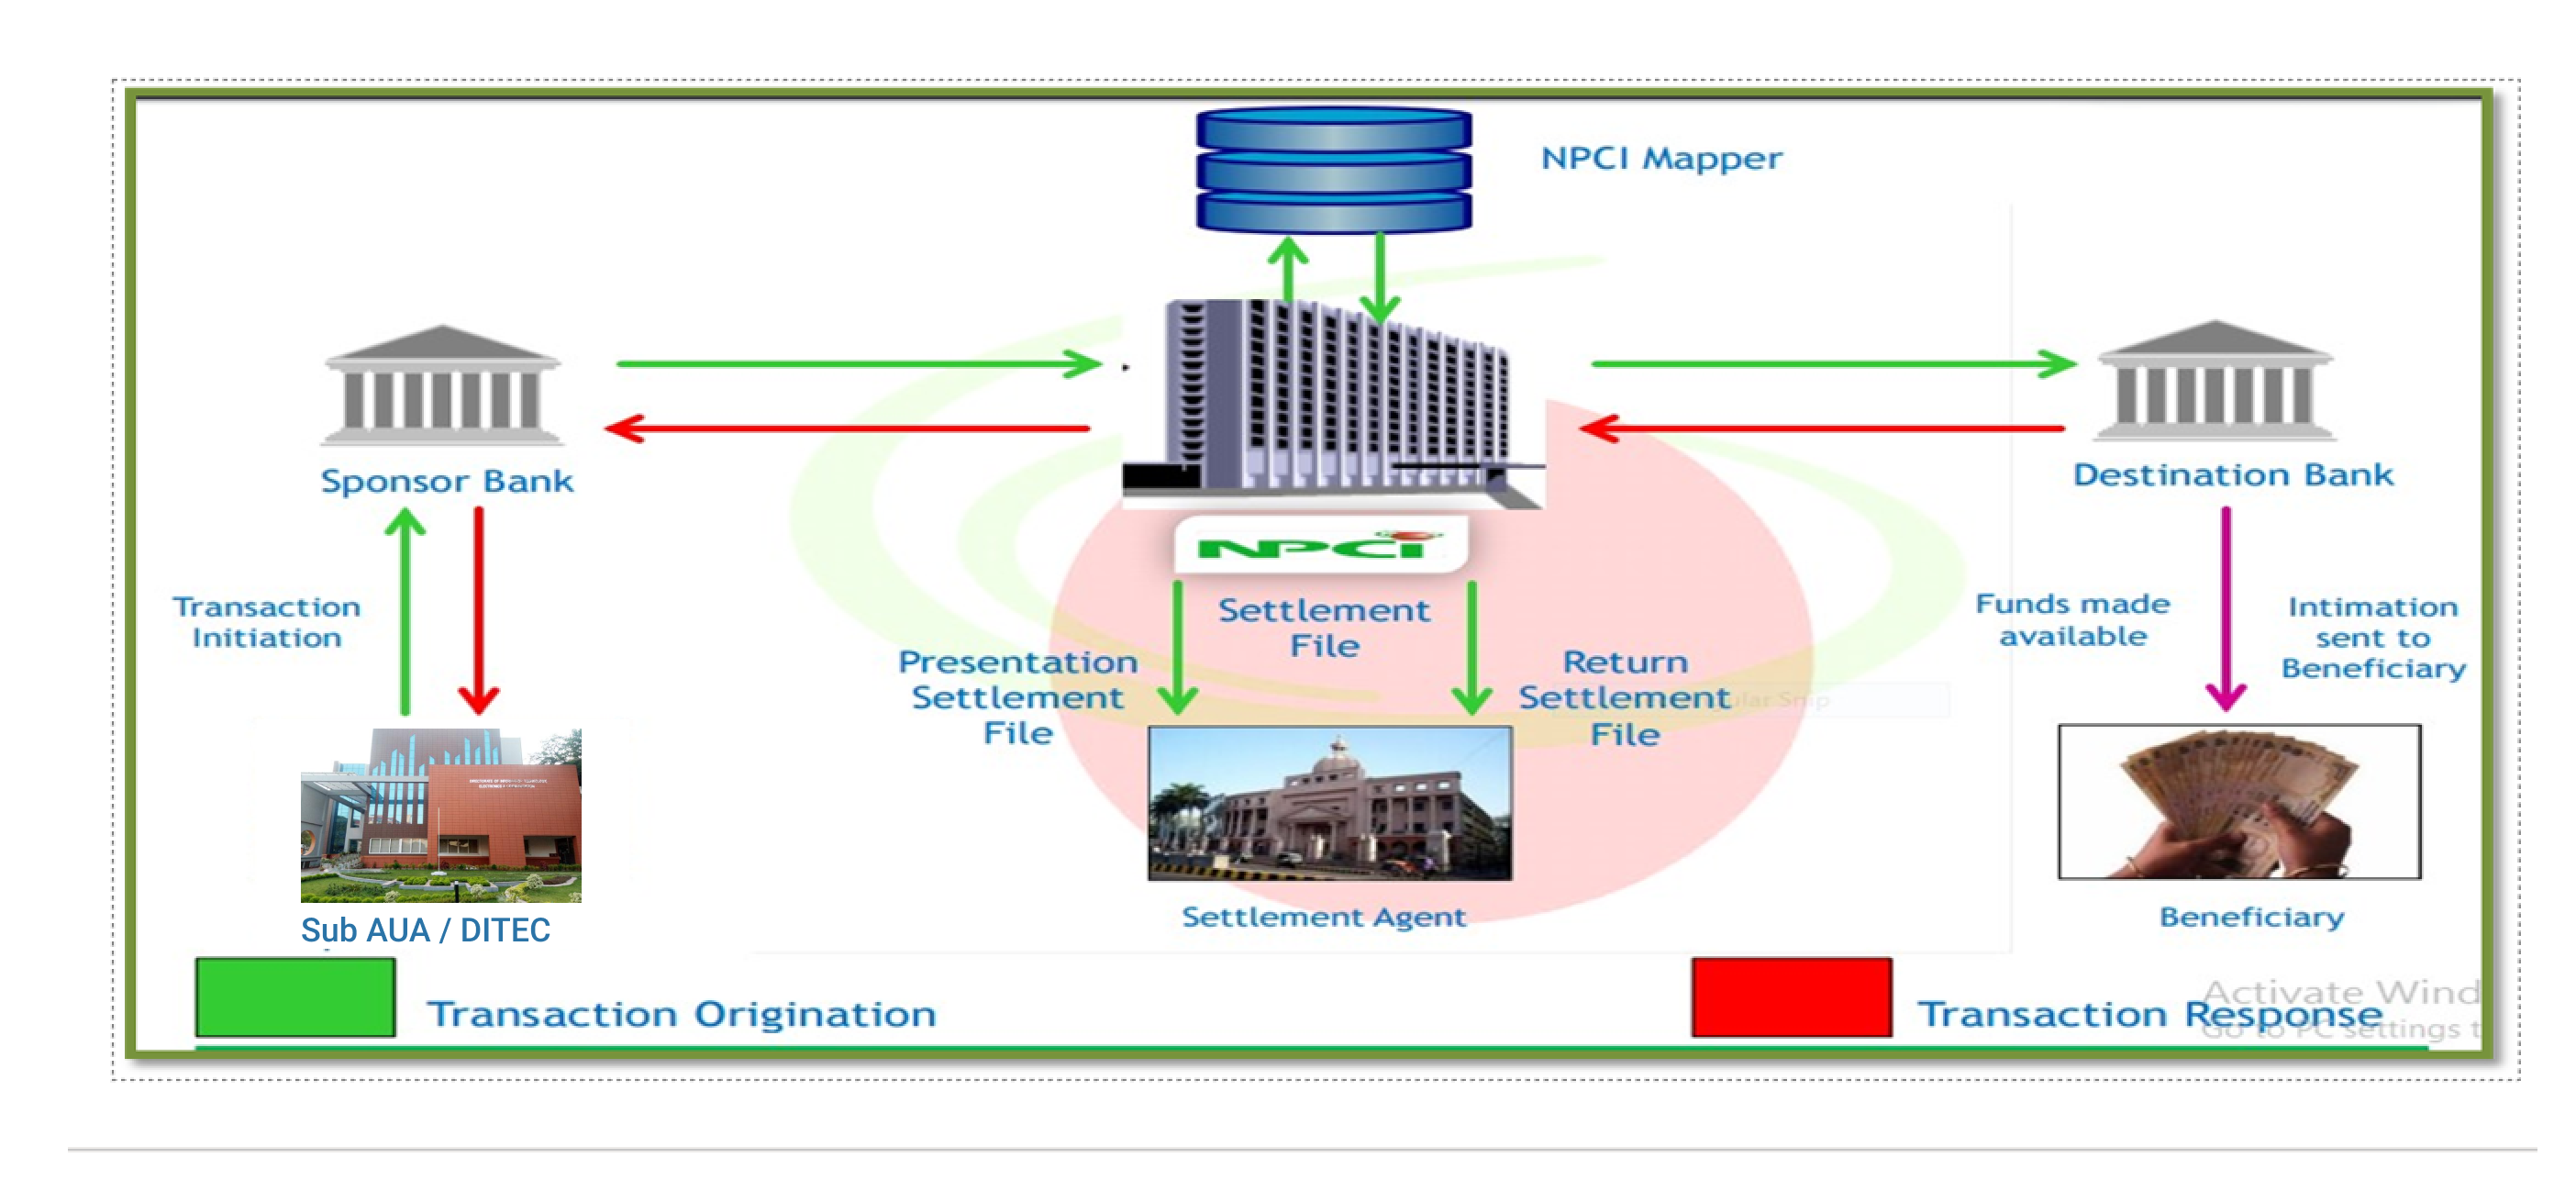 NPCI Mapper
Sponsor Bank
Destination Bank
NPCI
Transaction
Initiation
Settlement
File
Presentation
Settlement
File
Return
Settlement
File
Funds made
available
Intimation
sent to
Beneficiary
Sub AUA / DITEC
Settlement Agent
Beneficiary
Transaction Origination
Transaction Response
Activate Wind
Go to PC settings t